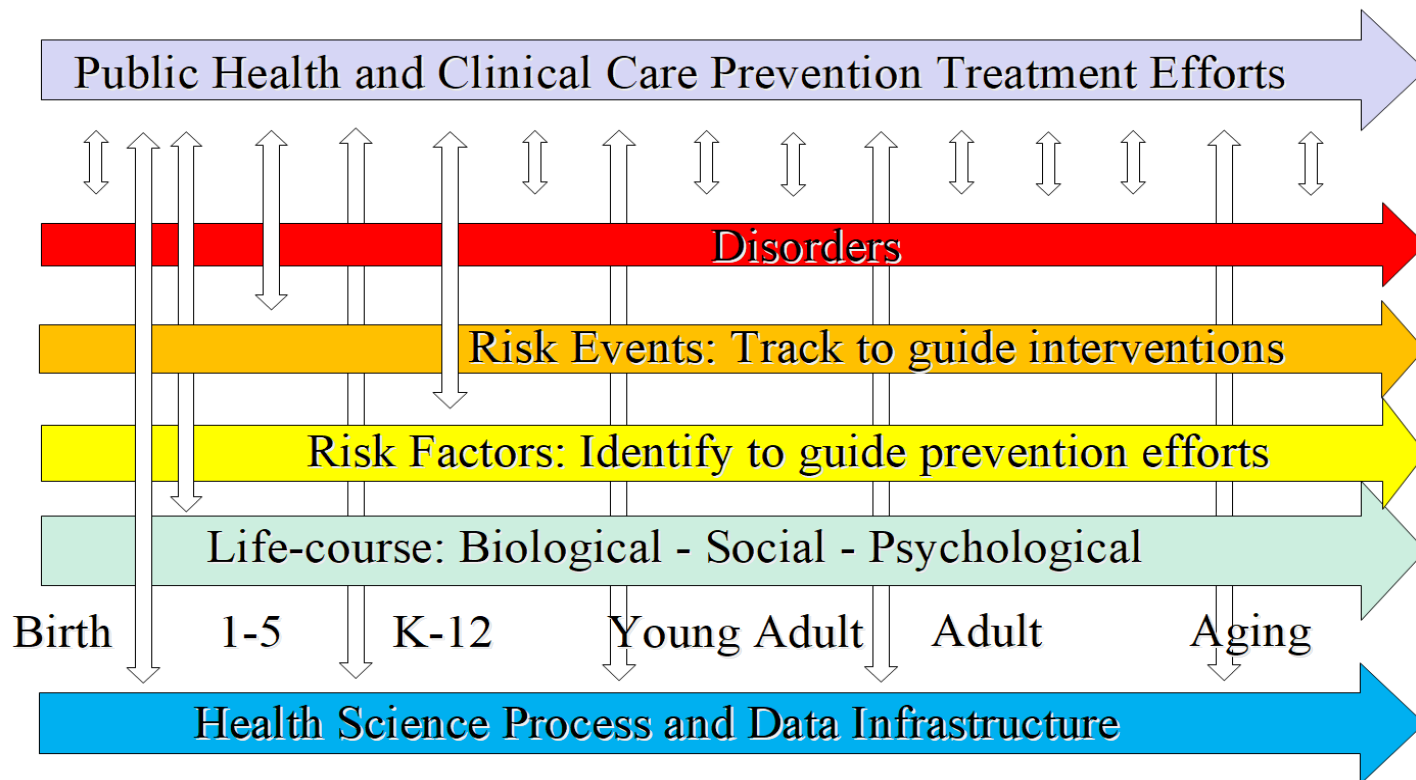 Public Health and Clinical Care Prevention Treatment Efforts
Disorders
Risk Events: Track to guide interventions
Risk Factors: Identify to guide prevention efforts
Life-course: Biological - Social - Psychological
Birth 1-5 K-12 Young Adult Adult Aging
Health Science Process and Data Infrastructure